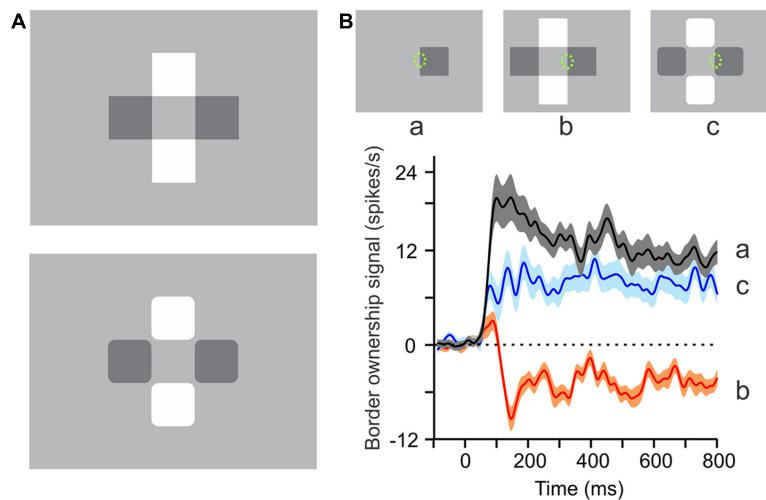 A
B
a
b
c
Border ownership signal (spikes/s)
24
12
0
-12
a
c
b
0
200
400
600
800
Time (ms)